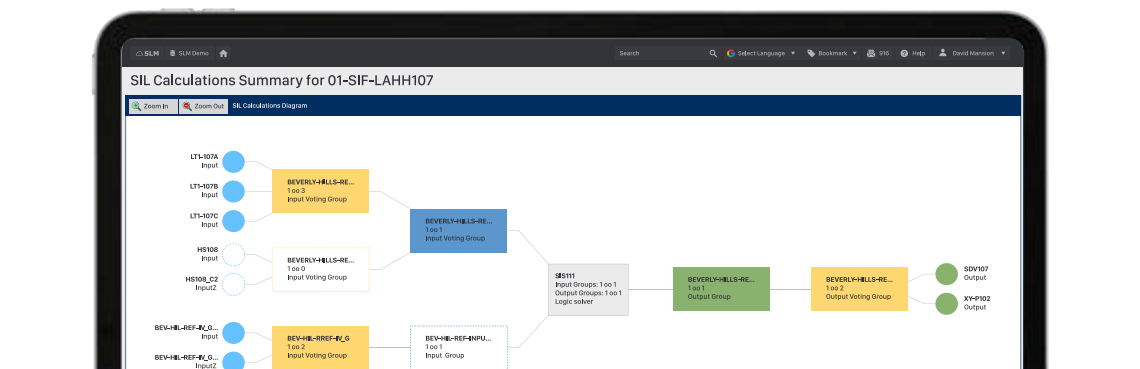 SLM SLM Demo Search Select Language Bookmark 916 Help David Mansion
SIL Calculations Summary for 01-SIF-LAHH107
Zoom In Zoom Out SIL Calculations Diagram
LT1-107A
Input
LT1-107B
Input
LT1-107C
Input
HS108
Input
HS108_C2
InputZ
BEV-HIL-REF-IV_G...
Input
BEV-HIL-REF-IV_G...
InputZ
BEVERLY-HILLS-RE...
1 oo 3
Input Voting Group
BEVERLY-HILLS-RE...
1 oo 0
Input Voting Group
BEV-HIL-RREF-IV_G
1 oo 2
Input Voting Group
BEVERLY-HILLS-RE...
1 oo 1
Input Voting Group
BEV-HIL-REF-INPU...
1 oo 1
Input Group
SIS111
Input Groups: 1 oo 1
Output Groups: 1 oo 1
Logic solver
BEVERLY-HILLS-RE...
1 oo 1
Output Group
BEVERLY-HILLS-RE...
1 oo 2
Output Voting Group
SDV107
Output
XY-P102
Output